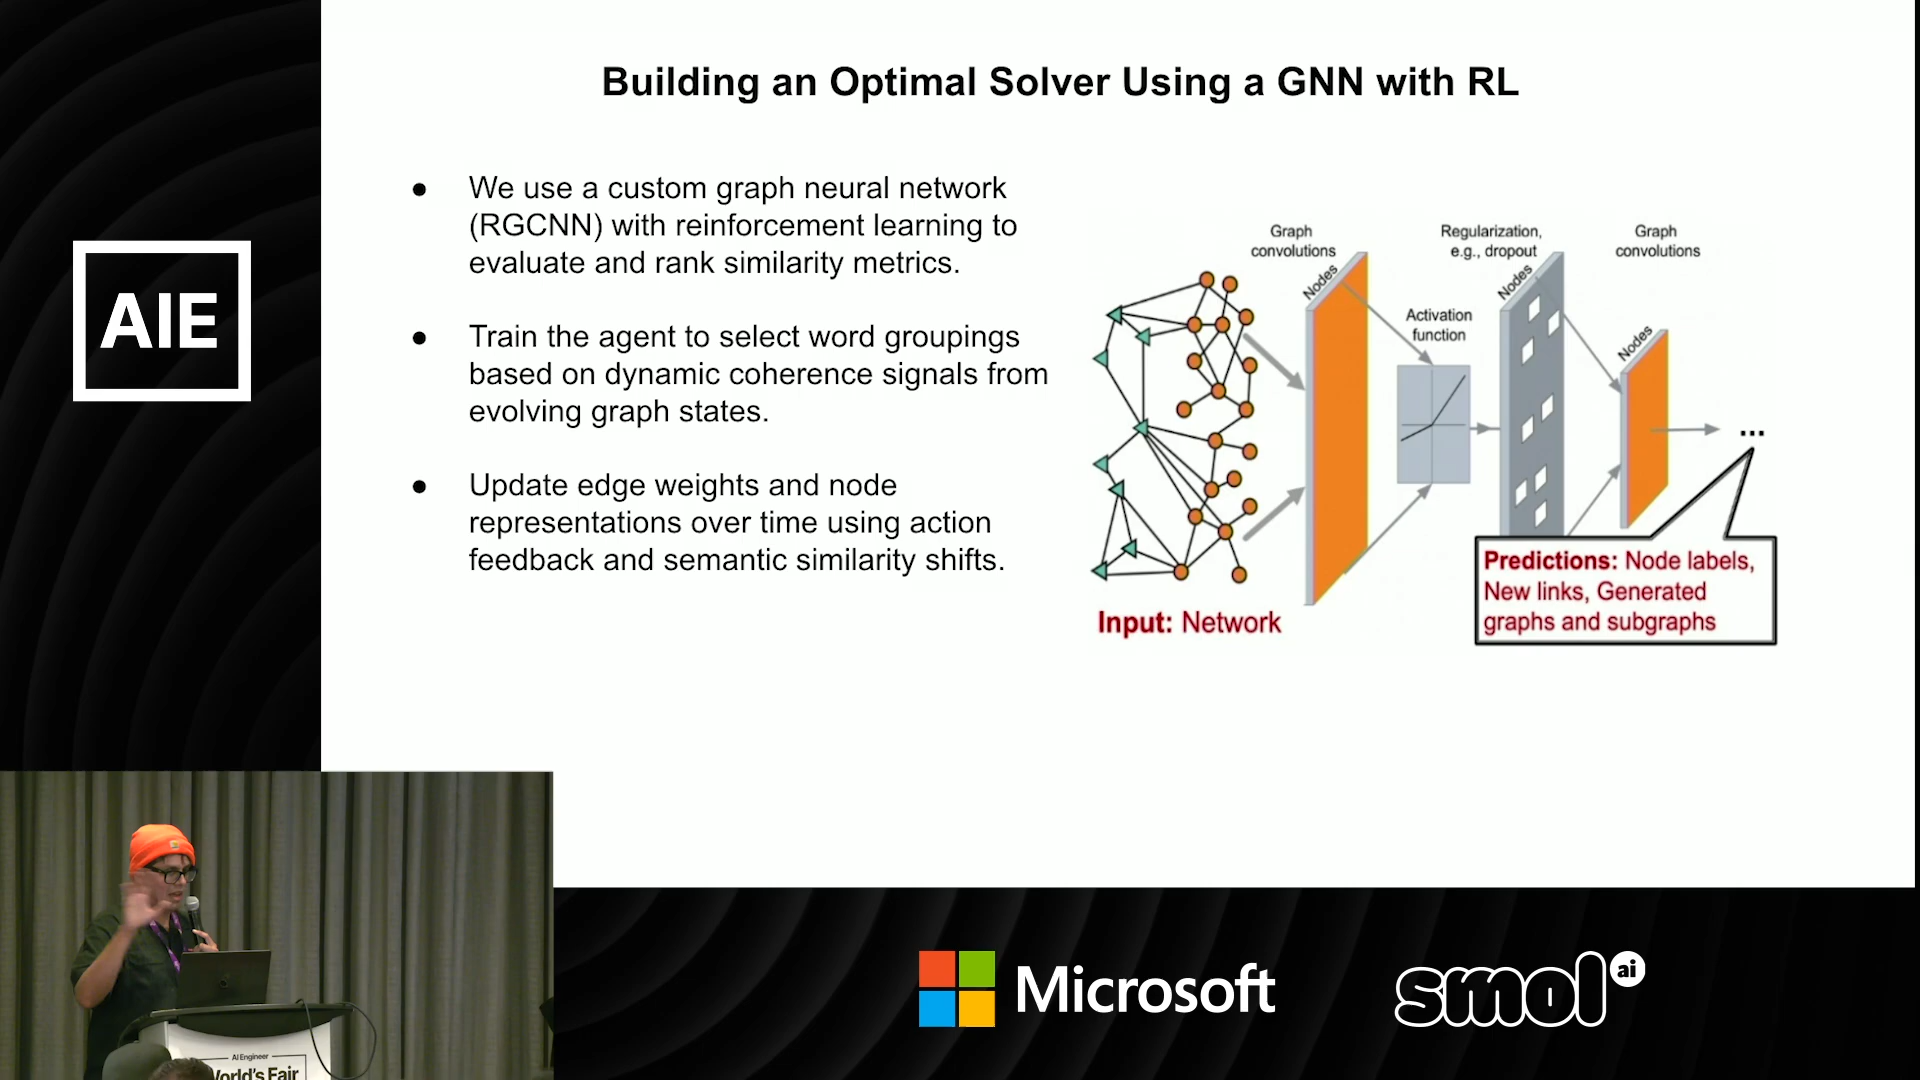 Building an Optimal Solver Using a GNN with RL
● We use a custom graph neural network
(RGCNN) with reinforcement learning to
evaluate and rank similarity metrics.
● Train the agent to select word groupings
based on dynamic coherence signals from
evolving graph states.
● Update edge weights and node
representations over time using action
feedback and semantic similarity shifts.
Graph
convolutions
Nodes
Activation
function
Regularization,
e.g., dropout
Nodes
Graph
convolutions
Nodes
...
Input: Network
Predictions: Node labels,
New links, Generated
graphs and subgraphs
AIE
AI Engineer
World's Fair
Microsoft
smol ai